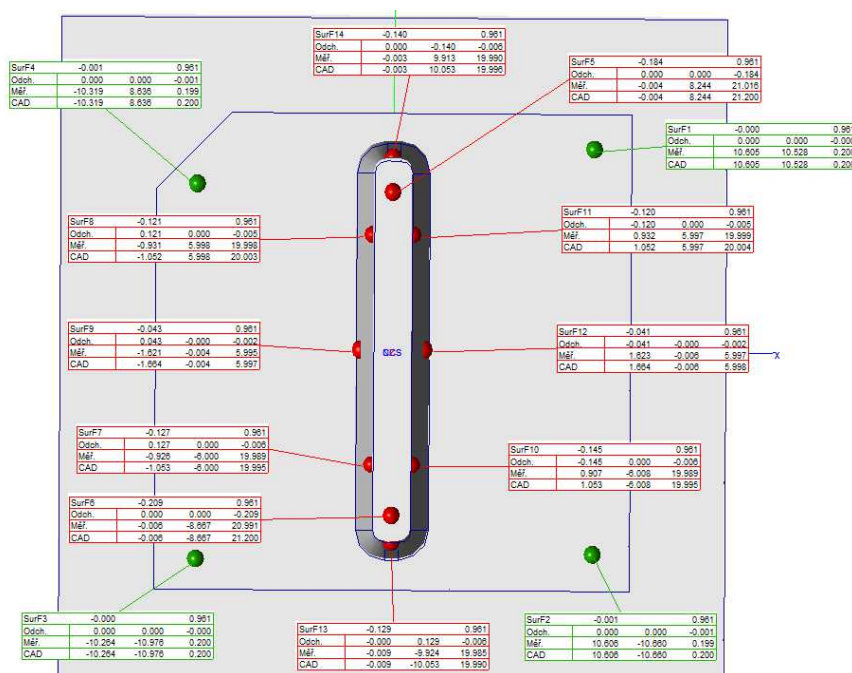 SurF14 -0.140 0.961
Odch. 0.000 -0.140 -0.006
Měř. -0.003 9.913 19.990
CAD -0.003 10.053 19.996
SurF5 -0.184 0.961
Odch. 0.000 0.000 -0.184
Měř. -0.004 8.244 21.016
CAD -0.004 8.244 21.200
SurF4 -0.001 0.961
Odch. 0.000 0.000 -0.001
Měř. -10.319 8.636 0.199
CAD -10.319 8.636 0.200
SurF1 -0.000 0.961
Odch. 0.000 0.000 -0.000
Měř. 10.605 10.528 0.200
CAD 10.605 10.528 0.200
SurF8 -0.121 0.961
Odch. 0.121 0.000 -0.005
Měř. -0.931 5.998 19.998
CAD -1.052 5.998 20.003
SurF11 -0.120 0.961
Odch. -0.120 0.000 -0.005
Měř. 0.932 5.997 19.999
CAD 1.052 5.997 20.004
SurF9 -0.043 0.961
Odch. 0.043 -0.000 -0.002
Měř. -1.621 -0.004 5.995
CAD -1.664 -0.004 5.997
SurF12 -0.041 0.961
Odch. -0.041 -0.000 -0.002
Měř. 1.623 -0.006 5.997
CAD 1.664 -0.006 5.998
X
SurF7 -0.127 0.961
Odch. 0.127 0.000 -0.006
Měř. -0.926 -6.000 19.989
CAD -1.053 -6.000 19.995
SurF10 -0.145 0.961
Odch. -0.145 0.000 -0.006
Měř. 0.907 -6.008 19.989
CAD 1.053 -6.008 19.995
SurF6 -0.209 0.961
Odch. 0.000 0.000 -0.209
Měř. -0.006 -8.667 20.991
CAD -0.006 -8.667 21.200
SurF3 -0.000 0.961
Odch. 0.000 0.000 -0.000
Měř. -10.264 -10.976 0.200
CAD -10.264 -10.976 0.200
SurF13 -0.129 0.961
Odch. -0.000 0.129 -0.006
Měř. -0.009 -9.924 19.985
CAD -0.009 -10.053 19.990
SurF2 -0.001 0.961
Odch. 0.000 0.000 -0.001
Měř. 10.606 -10.660 0.199
CAD 10.606 -10.660 0.200